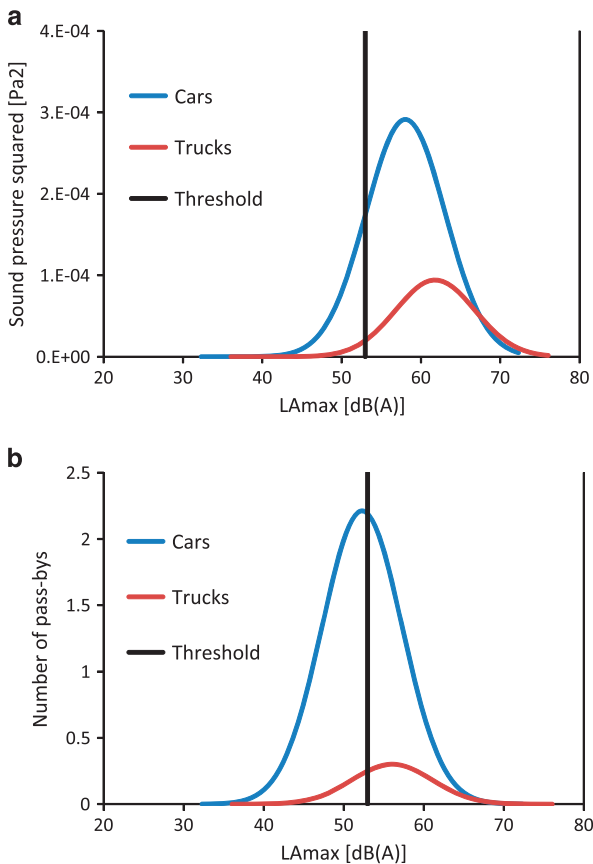 a
Sound pressure squared [Pa2]
4.E-04
3.E-04
2.E-04
1.E-04
0.E+00
Cars
Trucks
Threshold
20 30 40 50 60 70 80
LAmax [dB(A)]
b
Number of pass-bys
2.5
2
1.5
1
0.5
0
Cars
Trucks
Threshold
20 30 40 50 60 70 80
LAmax [dB(A)]